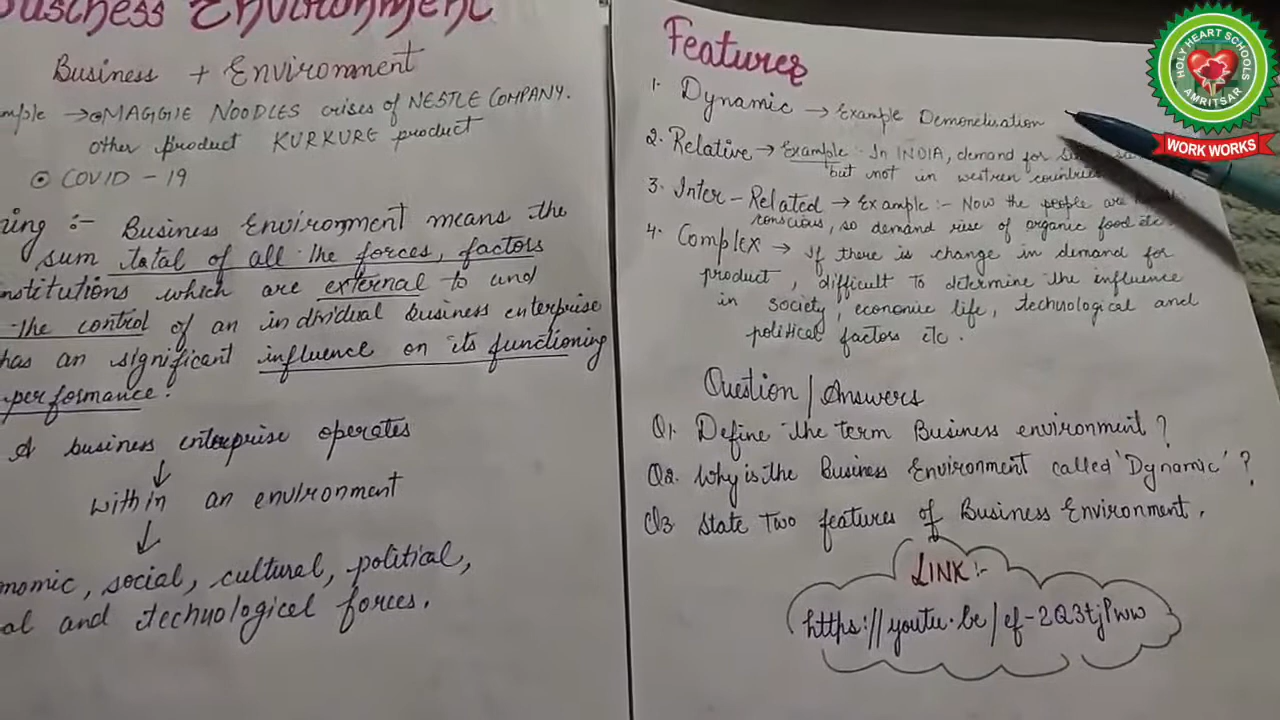 Business Environment
Business + Enviromment
mple → MAGGIE NOODLES crises of NESTLE COMPANY.
other product KURKURE product
COVID - 19
ing :- Business Environment means the
sum total of all the forces, factors
nstitutions which are external to and
the control of an individual business enterprise
has an significant influence on its functioning
performance.
A business enterprise operates
within an environment
nomic, social, cultural, political,
al and technological forces.
Features
1. Dynamic → Example Demonetisation
2. Relative → Example - In INDIA, demand for
but not in westren countries
3. Inter-Related → Example :- Now the people are
conscious, so demand rise of organic food etc
4. Complex → If there is change in demand for
product, difficult to determine the influence
in society, economic life, technological and
political factors etc.
Question/Answers
Q1. Define the term Business environment?
Q2. Why is the Business Environment called 'Dynamic'?
Q3 State Two features of Business Environment.
LINK:-
https://youtu.be/ef-2Q3tjPww
HOLY HEART SCHOOLS
AMRITSAR
WORK WORKS